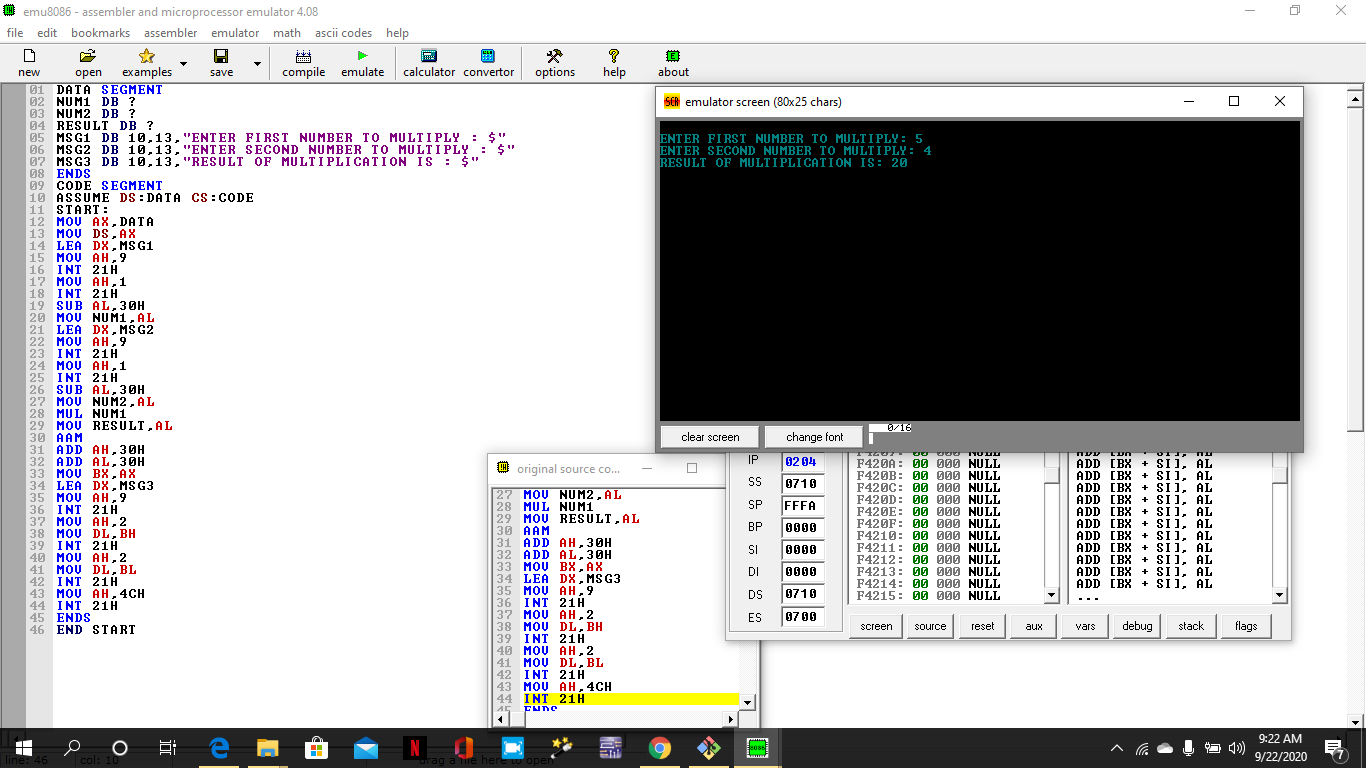 emu8086 - assembler and microprocessor emulator 4.08
file edit bookmarks assembler emulator math ascii codes help
new open examples save compile emulate calculator convertor options help about
01 DATA SEGMENT
02 NUM1 DB ?
03 NUM2 DB ?
04 RESULT DB ?
05 MSG1 DB 10,13,"ENTER FIRST NUMBER TO MULTIPLY : $"
06 MSG2 DB 10,13,"ENTER SECOND NUMBER TO MULTIPLY : $"
07 MSG3 DB 10,13,"RESULT OF MULTIPLICATION IS : $"
08 ENDS
09 CODE SEGMENT
10 ASSUME DS:DATA CS:CODE
11 START:
12 MOV AX,DATA
13 MOV DS,AX
14 LEA DX,MSG1
15 MOV AH,9
16 INT 21H
17 MOV AH,1
18 INT 21H
19 SUB AL,30H
20 MOV NUM1,AL
21 LEA DX,MSG2
22 MOV AH,9
23 INT 21H
24 MOV AH,1
25 INT 21H
26 SUB AL,30H
27 MOV NUM2,AL
28 MUL NUM1
29 MOV RESULT,AL
30 AAM
31 ADD AH,30H
32 ADD AL,30H
33 MOV BX,AX
34 LEA DX,MSG3
35 MOV AH,9
36 INT 21H
37 MOV AH,2
38 MOV DL,BH
39 INT 21H
40 MOV AH,2
41 MOV DL,BL
42 INT 21H
43 MOV AH,4CH
44 INT 21H
45 ENDS
46 END START
emulator screen (80x25 chars)
ENTER FIRST NUMBER TO MULTIPLY: 5
ENTER SECOND NUMBER TO MULTIPLY: 4
RESULT OF MULTIPLICATION IS: 20
clear screen change font 0/16
original source co...
27 MOV NUM2,AL
28 MUL NUM1
29 MOV RESULT,AL
30 AAM
31 ADD AH,30H
32 ADD AL,30H
33 MOV BX,AX
34 LEA DX,MSG3
35 MOV AH,9
36 INT 21H
37 MOV AH,2
38 MOV DL,BH
39 INT 21H
40 MOV AH,2
41 MOV DL,BL
42 INT 21H
43 MOV AH,4CH
44 INT 21H
45 ENDS
IP 0204
SS 0710
SP FFFA
BP 0000
SI 0000
DI 0000
DS 0710
ES 0700
F420A: 00 000 NULL
F420B: 00 000 NULL
F420C: 00 000 NULL
F420D: 00 000 NULL
F420E: 00 000 NULL
F420F: 00 000 NULL
F4210: 00 000 NULL
F4211: 00 000 NULL
F4212: 00 000 NULL
F4213: 00 000 NULL
F4214: 00 000 NULL
F4215: 00 000 NULL
ADD [BX + SI], AL
ADD [BX + SI], AL
ADD [BX + SI], AL
ADD [BX + SI], AL
ADD [BX + SI], AL
ADD [BX + SI], AL
ADD [BX + SI], AL
ADD [BX + SI], AL
ADD [BX + SI], AL
ADD [BX + SI], AL
ADD [BX + SI], AL
...
screen source reset aux vars debug stack flags
line: 46 col: 10 drag a file here to open
9:22 AM
9/22/2020
7